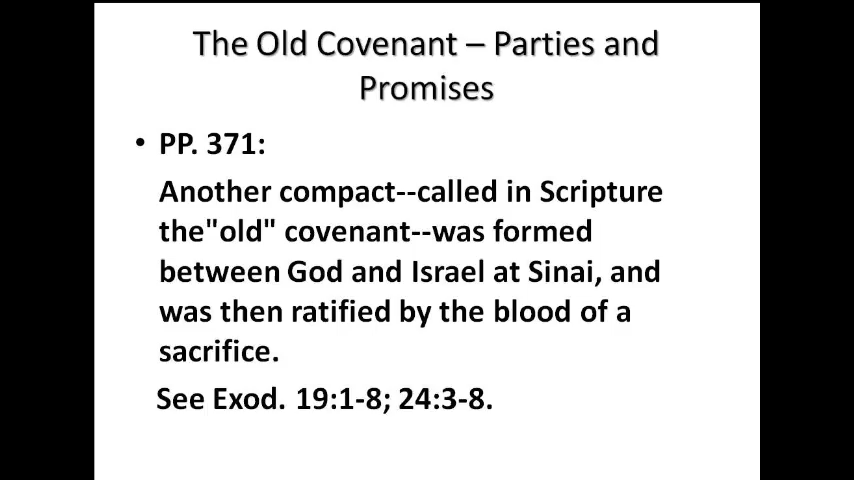 The Old Covenant – Parties and
Promises
• PP. 371:
Another compact--called in Scripture
the"old" covenant--was formed
between God and Israel at Sinai, and
was then ratified by the blood of a
sacrifice.
See Exod. 19:1-8; 24:3-8.